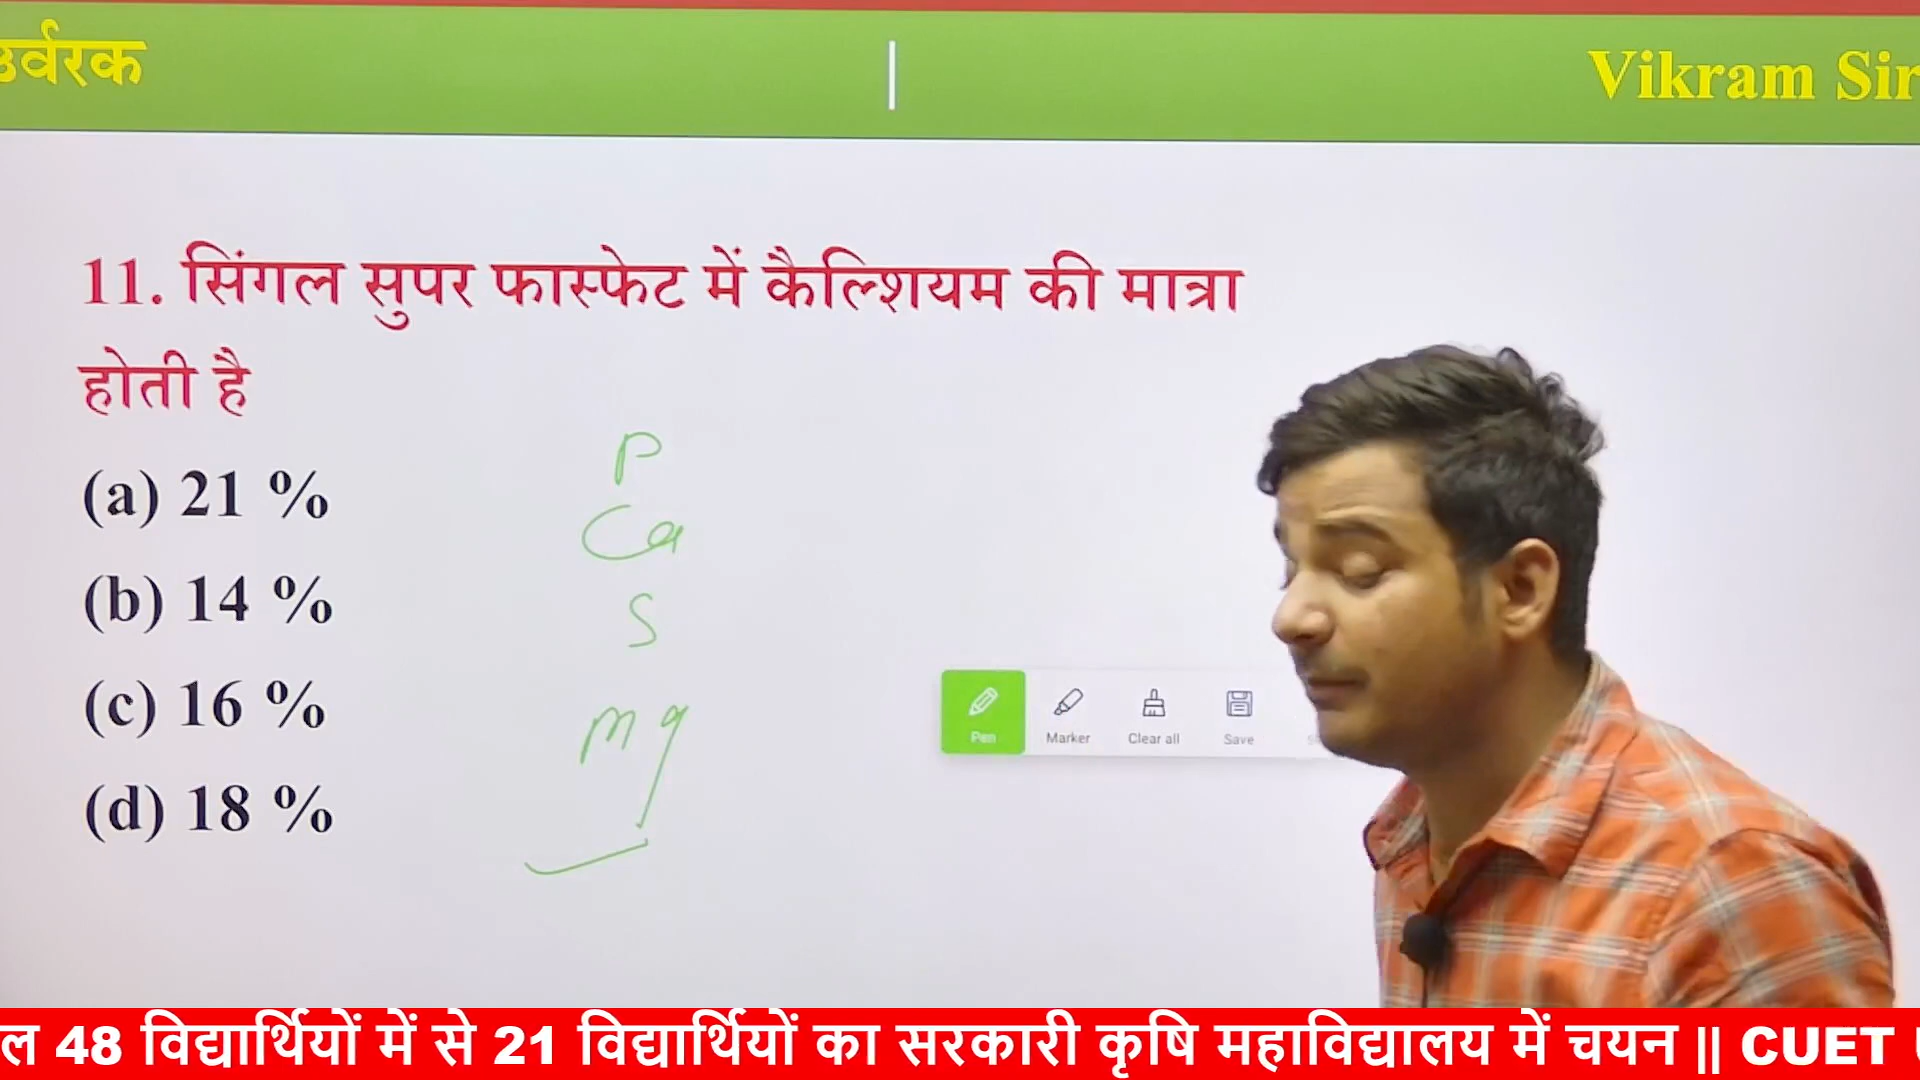 उर्वरक
Vikram Sir
11. सिंगल सुपर फास्फेट में कैल्शियम की मात्रा
होती है
(a) 21 %
(b) 14 %
(c) 16 %
(d) 18 %
P
Ca
S
Mg
Pen
Marker
Clear all
Save
48 विद्यार्थियों में से 21 विद्यार्थियों का सरकारी कृषि महाविद्यालय में चयन || CUET